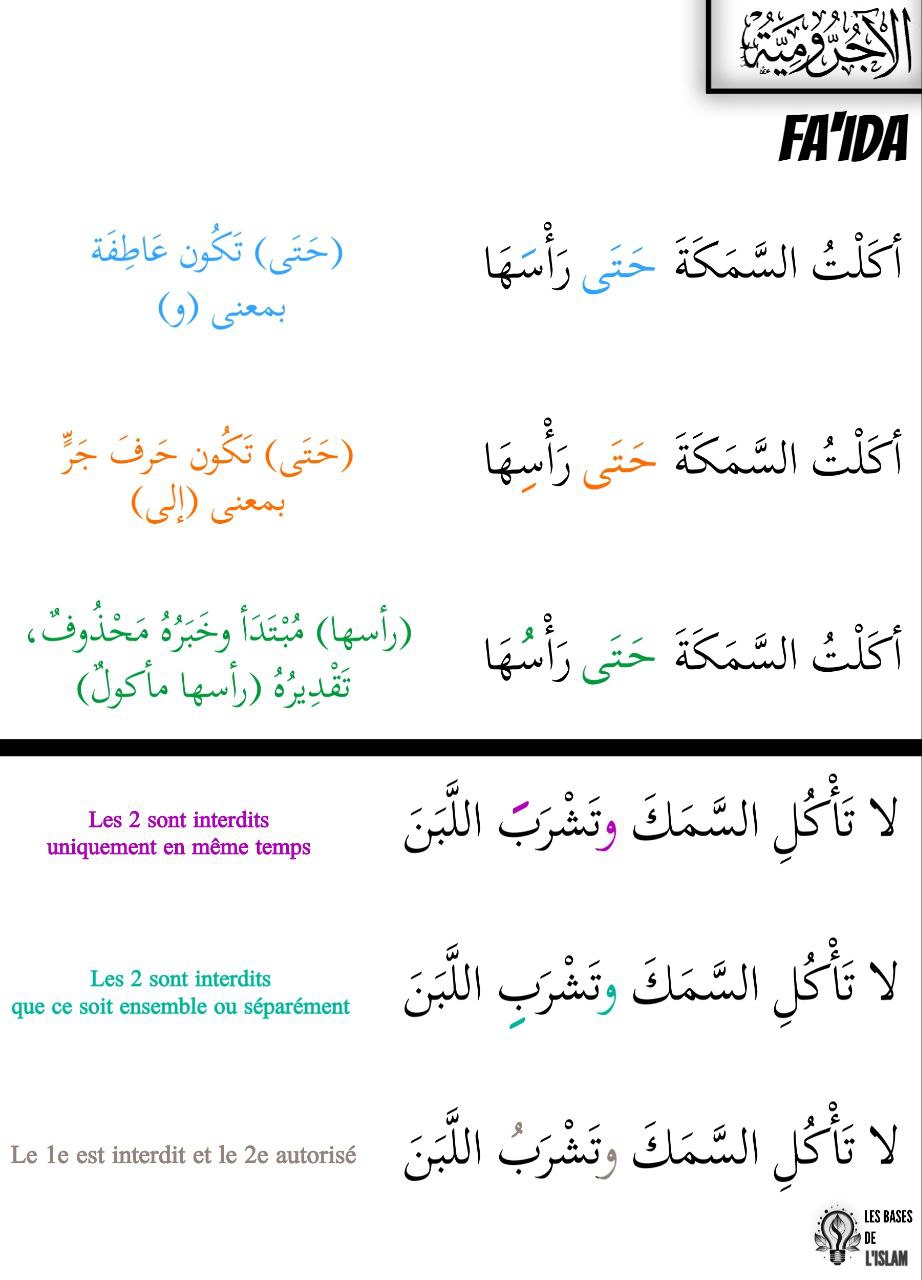 الآجُرُّومِيَّةُ
FA'IDA
أكَلْتُ السَّمَكَةَ حَتَى رَأْسَهَا
(حَتَى) تَكُون عَاطِفَة
بمعنى (و)
أكَلْتُ السَّمَكَةَ حَتَى رَأْسِهَا
(حَتَى) تَكُون حَرفَ جَرٍّ
بمعنى (إلى)
أكَلْتُ السَّمَكَةَ حَتَى رَأْسُهَا
(رأسها) مُبْتَدَأ وخَبَرُهُ مَحْذُوفٌ،
تَقْدِيرُهُ (رأسها مأكولٌ)
لا تَأْكُلِ السَّمَكَ وتَشْرَبَ اللَّبَنَ
Les 2 sont interdits
uniquement en même temps
لا تَأْكُلِ السَّمَكَ وتَشْرَبِ اللَّبَنَ
Les 2 sont interdits
que ce soit ensemble ou séparément
لا تَأْكُلِ السَّمَكَ وتَشْرَبُ اللَّبَنَ
Le 1e est interdit et le 2e autorisé
LES BASES
DE
L'ISLAM